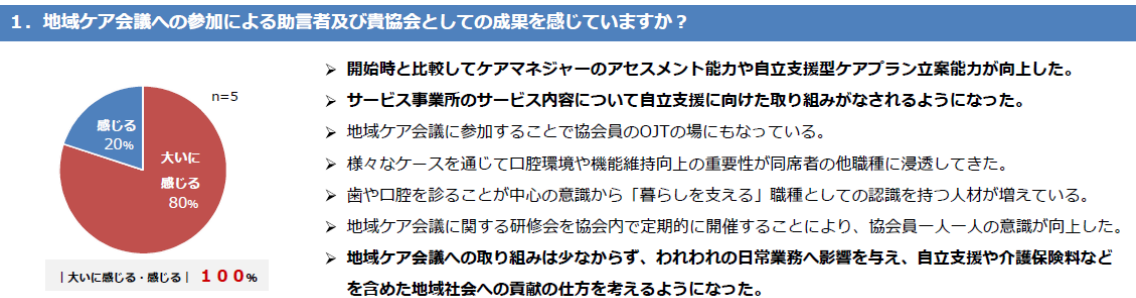 1．地域ケア会議への参加による助言者及び貴協会としての成果を感じていますか？
n=5
感じる
20%
大いに
感じる
80%
｜大いに感じる・感じる｜ １００%
➢ 開始時と比較してケアマネジャーのアセスメント能力や自立支援型ケアプラン立案能力が向上した。
➢ サービス事業所のサービス内容について自立支援に向けた取り組みがなされるようになった。
➢ 地域ケア会議に参加することで協会員のOJTの場にもなっている。
➢ 様々なケースを通じて口腔環境や機能維持向上の重要性が同席者の他職種に浸透してきた。
➢ 歯や口腔を診ることが中心の意識から「暮らしを支える」職種としての認識を持つ人材が増えている。
➢ 地域ケア会議に関する研修会を協会内で定期的に開催することにより、協会員一人一人の意識が向上した。
➢ 地域ケア会議への取り組みは少なからず、われわれの日常業務へ影響を与え、自立支援や介護保険料など
を含めた地域社会への貢献の仕方を考えるようになった。